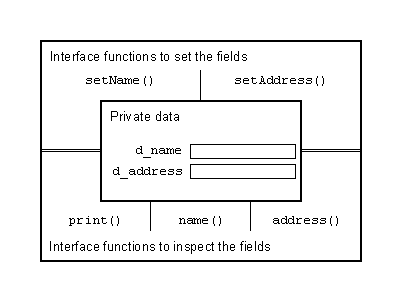 Interface functions to set the fields
setName() setAddress()
Private data
d_name
d_address
print() name() address()
Interface functions to inspect the fields